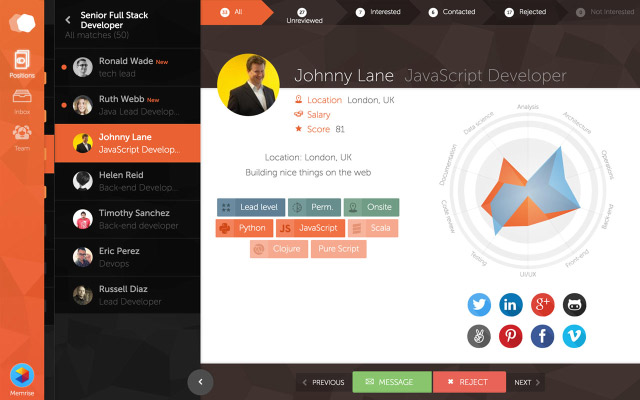 Positions
Inbox
Team
Memrise
Senior Full Stack
Developer
All matches (50)
Ronald Wade New
tech lead
Ruth Webb New
Java Lead Develop...
Johnny Lane
JavaScript Develop...
Helen Reid
Back-end Develop...
Timothy Sanchez
Back-end developer
Eric Perez
Devops
Russell Diaz
Lead Developer
All
27 Unreviewed
7 Interested
6 Contacted
Rejected
Not Interested
Johnny Lane JavaScript Developer
Location London, UK
Salary
Score 81
Location: London, UK
Building nice things on the web
Lead level Perm. Onsite
Python JS JavaScript Scala
Clojure Pure Script
Analysis
Architecture
Operations
Back-end
Front-end
UI/UX
Testing
Code review
Documentation
Data science
in
g+
f
PREVIOUS MESSAGE REJECT NEXT